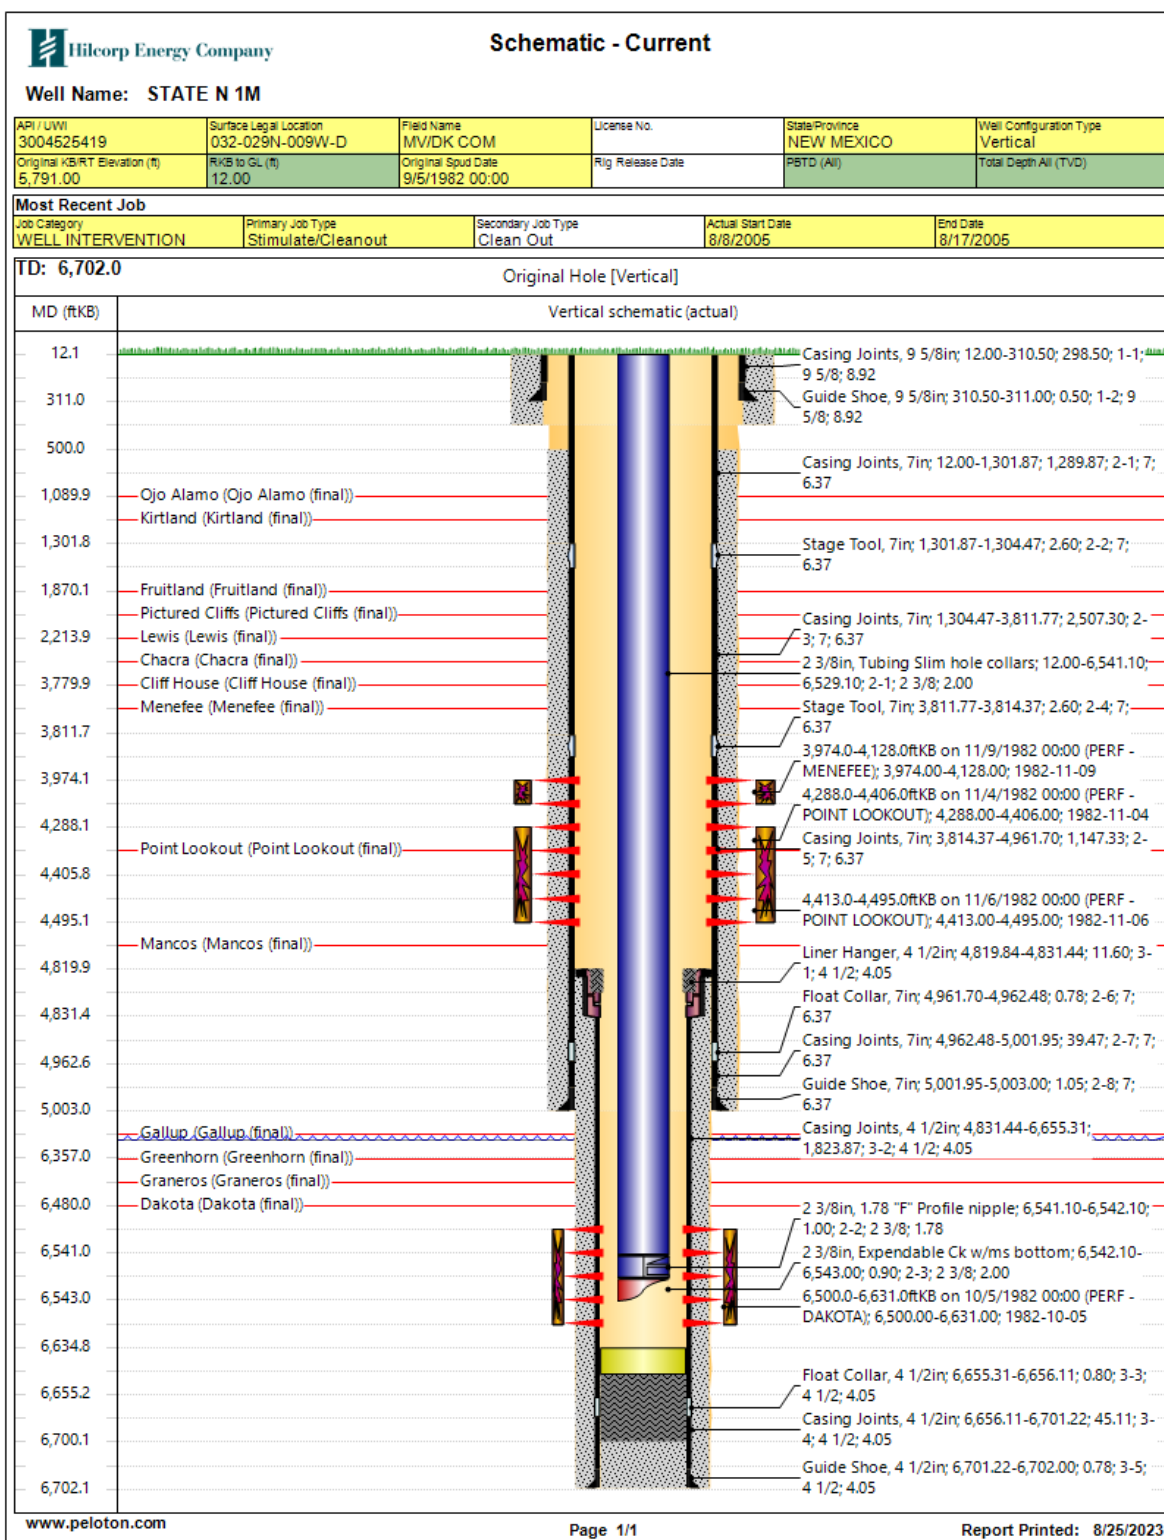 Hilcorp Energy Company
Schematic - Current
Well Name: STATE N 1M
API / UWI
3004525419
Surface Legal Location
032-029N-009W-D
Field Name
MV/DK COM
License No.
State/Province
NEW MEXICO
Well Configuration Type
Vertical
Original KB/RT Elevation (ft)
5,791.00
RKB to GL (ft)
12.00
Original Spud Date
9/5/1982 00:00
Rig Release Date
PBTD (All)
Total Depth All (TVD)
Most Recent Job
Job Category
WELL INTERVENTION
Primary Job Type
Stimulate/Cleanout
Secondary Job Type
Clean Out
Actual Start Date
8/8/2005
End Date
8/17/2005
TD: 6,702.0
Original Hole [Vertical]
MD (ftKB)
Vertical schematic (actual)
12.1
311.0
500.0
1,089.9
1,301.8
1,870.1
2,213.9
3,779.9
3,811.7
3,974.1
4,288.1
4,405.8
4,495.1
4,819.9
4,831.4
4,962.6
5,003.0
6,357.0
6,480.0
6,541.0
6,543.0
6,634.8
6,655.2
6,700.1
6,702.1
Ojo Alamo (Ojo Alamo (final))
Kirtland (Kirtland (final))
Fruitland (Fruitland (final))
Pictured Cliffs (Pictured Cliffs (final))
Lewis (Lewis (final))
Chacra (Chacra (final))
Cliff House (Cliff House (final))
Menefee (Menefee (final))
Point Lookout (Point Lookout (final))
Mancos (Mancos (final))
Gallup (Gallup (final))
Greenhorn (Greenhorn (final))
Graneros (Graneros (final))
Dakota (Dakota (final))
Casing Joints, 9 5/8in; 12.00-310.50; 298.50; 1-1;
9 5/8; 8.92
Guide Shoe, 9 5/8in; 310.50-311.00; 0.50; 1-2; 9
5/8; 8.92
Casing Joints, 7in; 12.00-1,301.87; 1,289.87; 2-1; 7;
6.37
Stage Tool, 7in; 1,301.87-1,304.47; 2.60; 2-2; 7;
6.37
Casing Joints, 7in; 1,304.47-3,811.77; 2,507.30; 2-
3; 7; 6.37
2 3/8in, Tubing Slim hole collars; 12.00-6,541.10;
6,529.10; 2-1; 2 3/8; 2.00
Stage Tool, 7in; 3,811.77-3,814.37; 2.60; 2-4; 7;
6.37
3,974.0-4,128.0ftKB on 11/9/1982 00:00 (PERF -
MENEFEE); 3,974.00-4,128.00; 1982-11-09
4,288.0-4,406.0ftKB on 11/4/1982 00:00 (PERF -
POINT LOOKOUT); 4,288.00-4,406.00; 1982-11-04
Casing Joints, 7in; 3,814.37-4,961.70; 1,147.33; 2-
5; 7; 6.37
4,413.0-4,495.0ftKB on 11/6/1982 00:00 (PERF -
POINT LOOKOUT); 4,413.00-4,495.00; 1982-11-06
Liner Hanger, 4 1/2in; 4,819.84-4,831.44; 11.60; 3-
1; 4 1/2; 4.05
Float Collar, 7in; 4,961.70-4,962.48; 0.78; 2-6; 7;
6.37
Casing Joints, 7in; 4,962.48-5,001.95; 39.47; 2-7; 7;
6.37
Guide Shoe, 7in; 5,001.95-5,003.00; 1.05; 2-8; 7;
6.37
Casing Joints, 4 1/2in; 4,831.44-6,655.31;
1,823.87; 3-2; 4 1/2; 4.05
2 3/8in, 1.78 "F" Profile nipple; 6,541.10-6,542.10;
1.00; 2-2; 2 3/8; 1.78
2 3/8in, Expendable Ck w/ms bottom; 6,542.10-
6,543.00; 0.90; 2-3; 2 3/8; 2.00
6,500.0-6,631.0ftKB on 10/5/1982 00:00 (PERF -
DAKOTA); 6,500.00-6,631.00; 1982-10-05
Float Collar, 4 1/2in; 6,655.31-6,656.11; 0.80; 3-3;
4 1/2; 4.05
Casing Joints, 4 1/2in; 6,656.11-6,701.22; 45.11; 3-
4; 4 1/2; 4.05
Guide Shoe, 4 1/2in; 6,701.22-6,702.00; 0.78; 3-5;
4 1/2; 4.05
www.peloton.com
Page 1/1
Report Printed: 8/25/2023